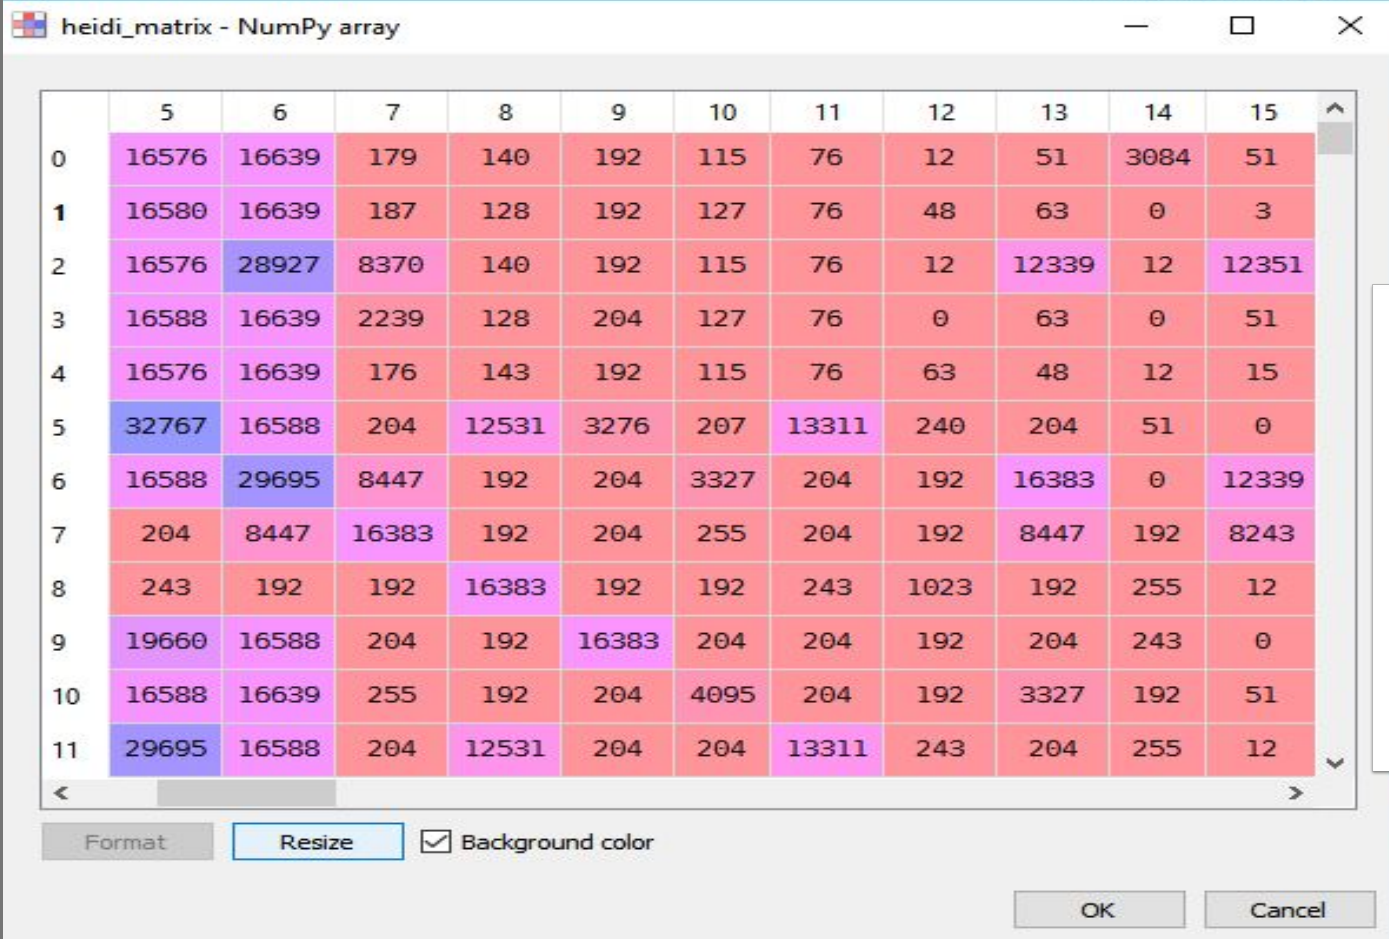 heidi_matrix - NumPy array
5 6 7 8 9 10 11 12 13 14 15
0 16576 16639 179 140 192 115 76 12 51 3084 51
1 16580 16639 187 128 192 127 76 48 63 0 3
2 16576 28927 8370 140 192 115 76 12 12339 12 12351
3 16588 16639 2239 128 204 127 76 0 63 0 51
4 16576 16639 176 143 192 115 76 63 48 12 15
5 32767 16588 204 12531 3276 207 13311 240 204 51 0
6 16588 29695 8447 192 204 3327 204 192 16383 0 12339
7 204 8447 16383 192 204 255 204 192 8447 192 8243
8 243 192 192 16383 192 192 243 1023 192 255 12
9 19660 16588 204 192 16383 204 204 192 204 243 0
10 16588 16639 255 192 204 4095 204 192 3327 192 51
11 29695 16588 204 12531 204 204 13311 243 204 255 12
Format Resize Background color
OK Cancel